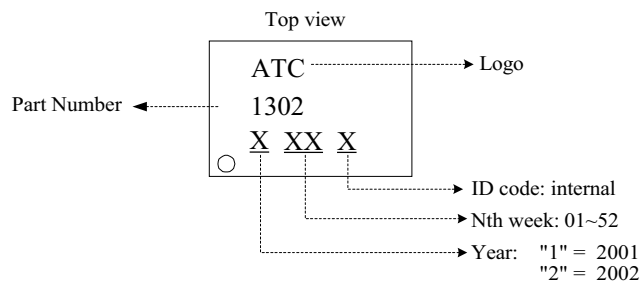 Top view
ATC
Logo
Part Number
1302
X XX X
ID code: internal
Nth week: 01~52
Year: "1" = 2001
"2" = 2002